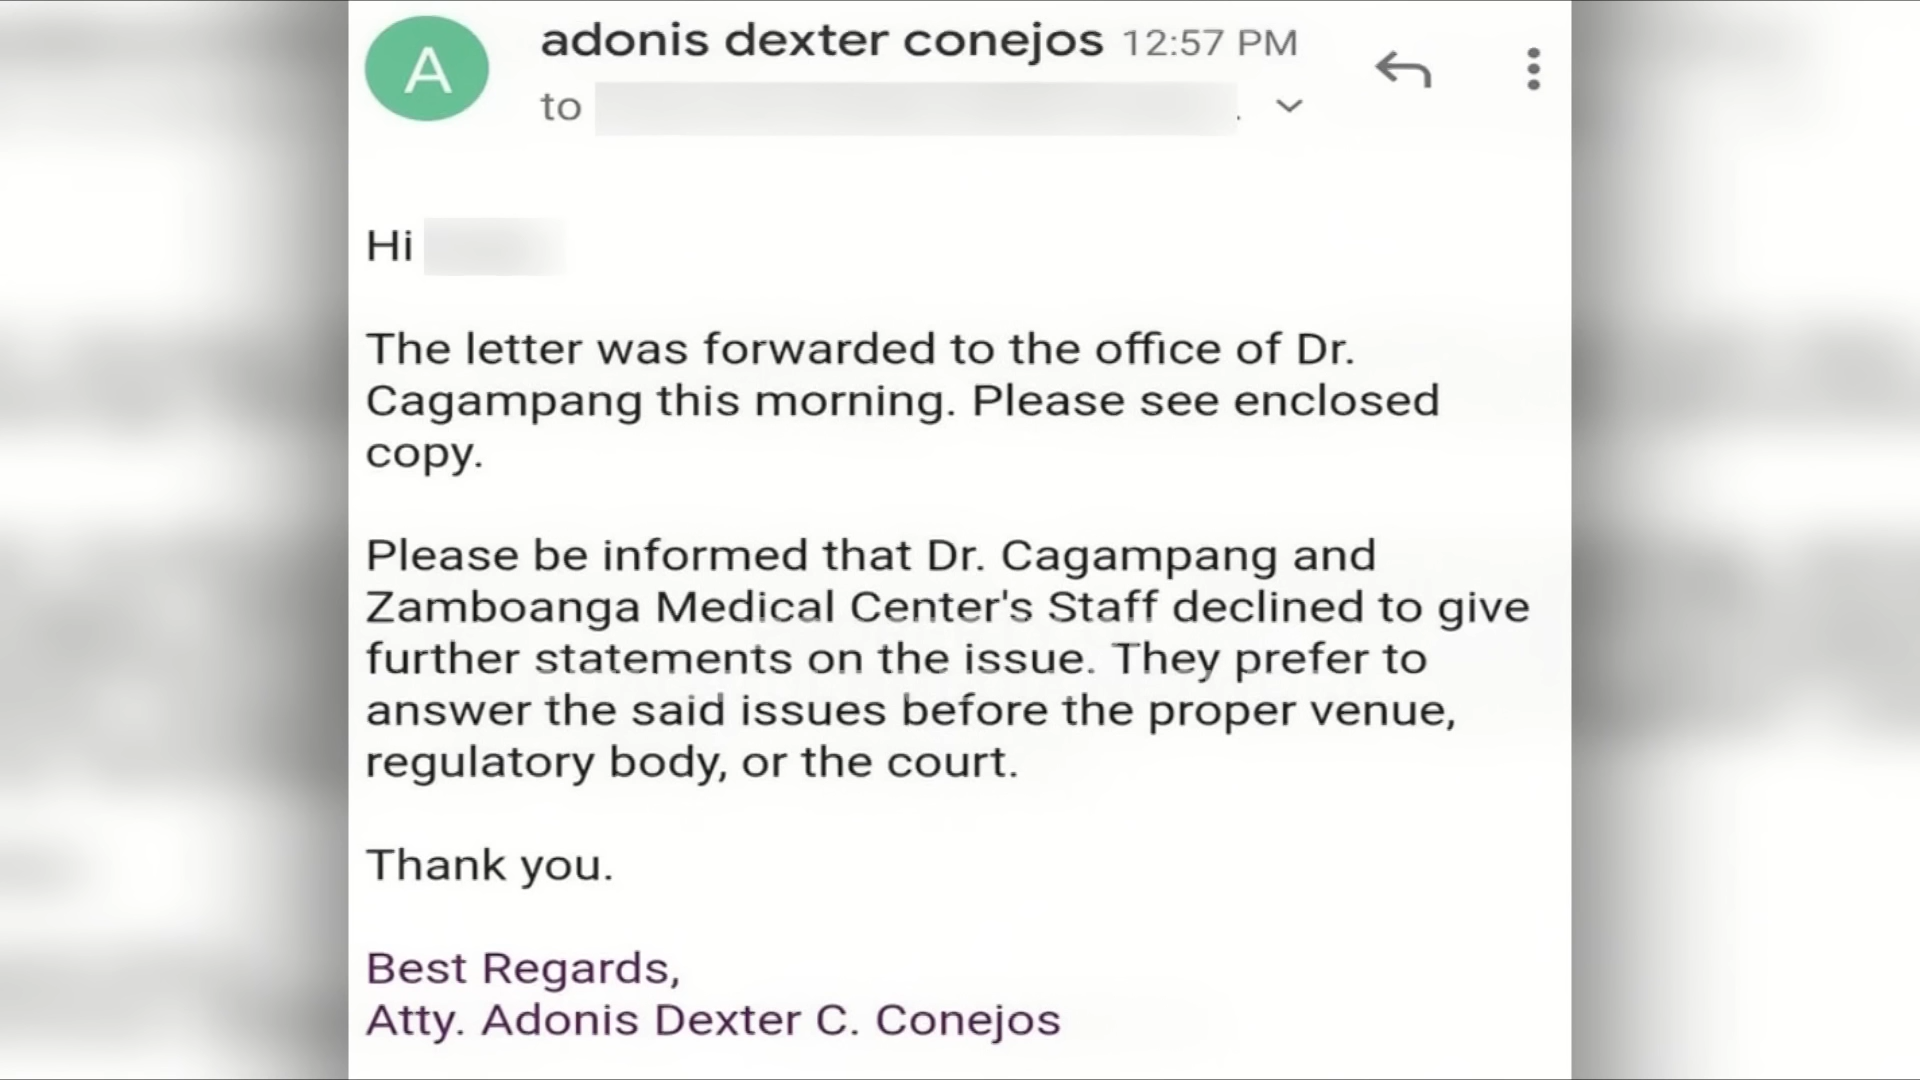 A
adonis dexter conejos 12:57 PM
to
Hi
The letter was forwarded to the office of Dr.
Cagampang this morning. Please see enclosed
copy.
Please be informed that Dr. Cagampang and
Zamboanga Medical Center's Staff declined to give
further statements on the issue. They prefer to
answer the said issues before the proper venue,
regulatory body, or the court.
Thank you.
Best Regards,
Atty. Adonis Dexter C. Conejos